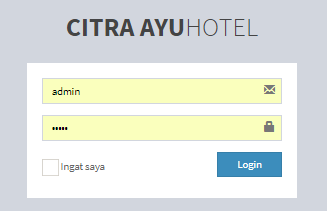 CITRA AYUHOTEL
admin
•••••
Ingat saya
Login